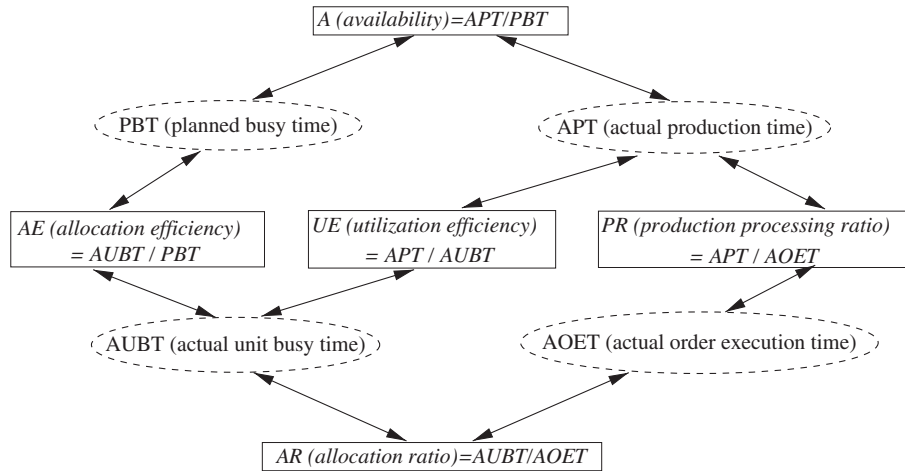 A (availability)=APT/PBT
PBT (planned busy time)
APT (actual production time)
AE (allocation efficiency)
= AUBT / PBT
UE (utilization efficiency)
= APT / AUBT
PR (production processing ratio)
= APT / AOET
AUBT (actual unit busy time)
AOET (actual order execution time)
AR (allocation ratio)=AUBT/AOET